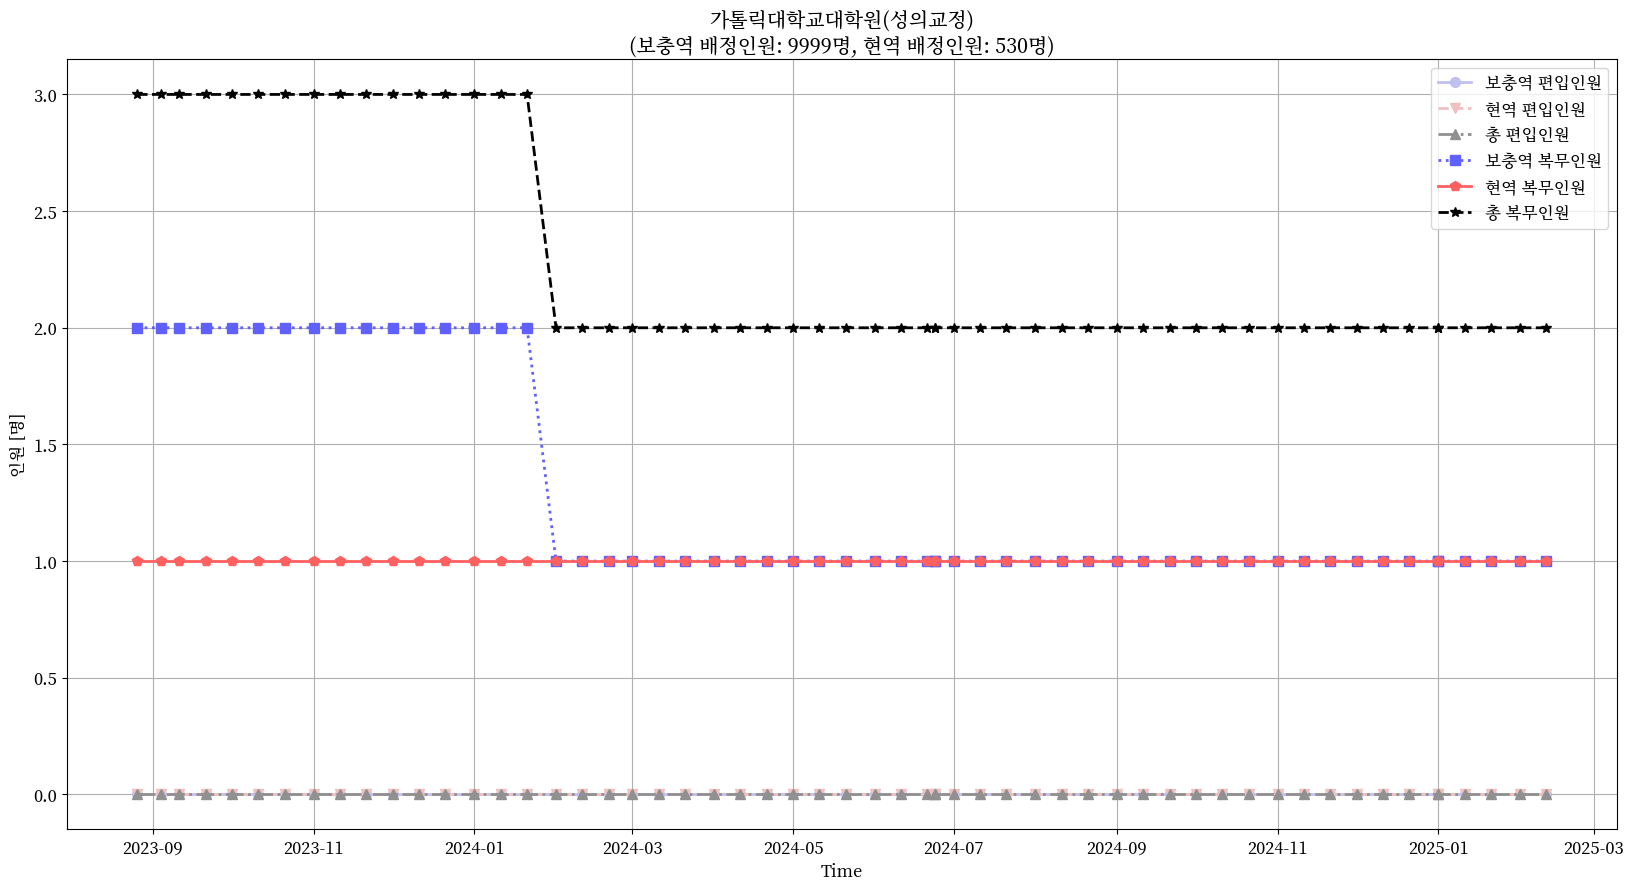 가톨릭대학교대학원(성의교정)
(보충역 배정인원: 9999명, 현역 배정인원: 530명)
보충역 편입인원
현역 편입인원
총 편입인원
보충역 복무인원
현역 복무인원
총 복무인원
인원 [명]
3.0
2.5
2.0
1.5
1.0
0.5
0.0
2023-09
2023-11
2024-01
2024-03
2024-05
2024-07
2024-09
2024-11
2025-01
2025-03
Time